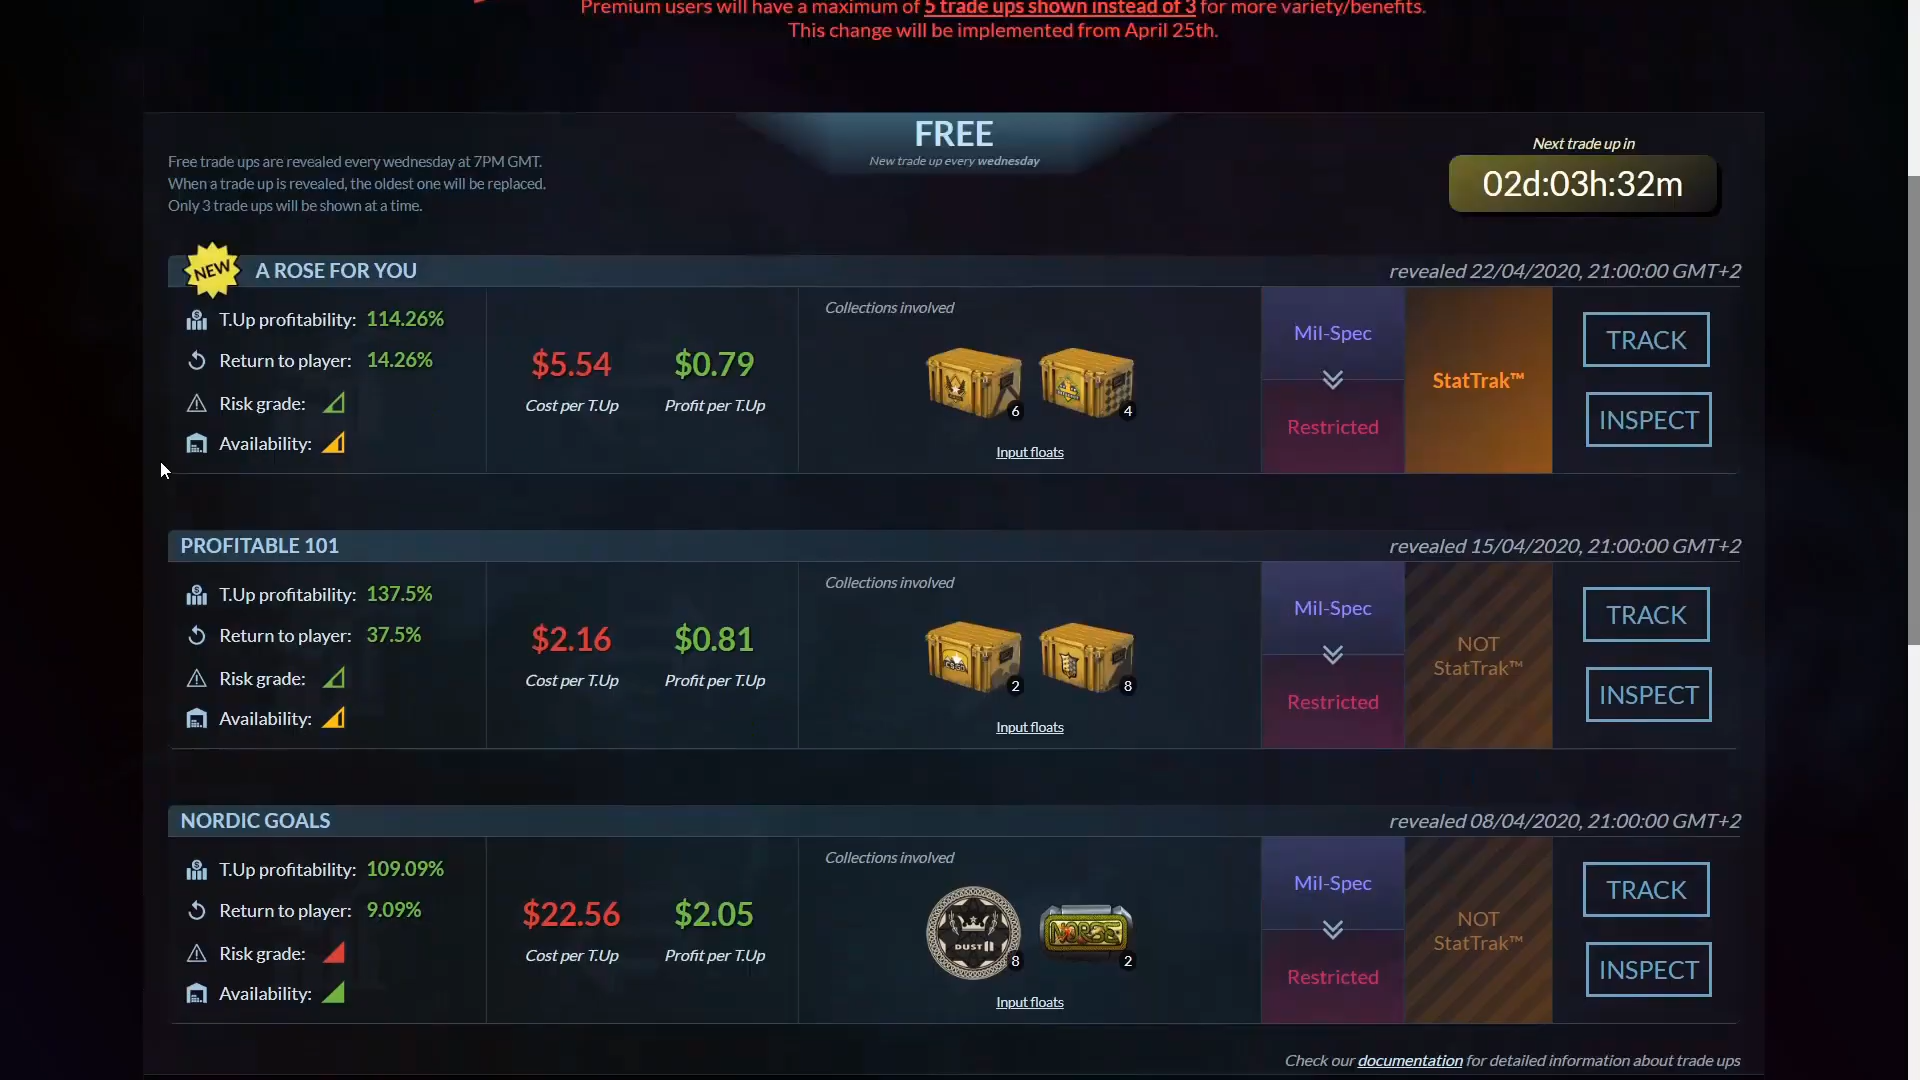 Premium users will have a maximum of 5 trade ups shown instead of 3 for more variety/benefits.
This change will be implemented from April 25th.
FREE
New trade up every wednesday
Free trade ups are revealed every wednesday at 7PM GMT.
When a trade up is revealed, the oldest one will be replaced.
Only 3 trade ups will be shown at a time.
Next trade up in
02d:03h:32m
NEW
A ROSE FOR YOU
revealed 22/04/2020, 21:00:00 GMT+2
T.Up profitability: 114.26%
Return to player: 14.26%
Risk grade:
Availability:
$5.54
Cost per T.Up
$0.79
Profit per T.Up
Collections involved
6
4
Input floats
Mil-Spec
Restricted
StatTrak™
TRACK
INSPECT
PROFITABLE 101
revealed 15/04/2020, 21:00:00 GMT+2
T.Up profitability: 137.5%
Return to player: 37.5%
Risk grade:
Availability:
$2.16
Cost per T.Up
$0.81
Profit per T.Up
Collections involved
2
8
Input floats
Mil-Spec
Restricted
NOT
StatTrak™
TRACK
INSPECT
NORDIC GOALS
revealed 08/04/2020, 21:00:00 GMT+2
T.Up profitability: 109.09%
Return to player: 9.09%
Risk grade:
Availability:
$22.56
Cost per T.Up
$2.05
Profit per T.Up
Collections involved
DUST II
8
2
Input floats
Mil-Spec
Restricted
NOT
StatTrak™
TRACK
INSPECT
Check our documentation for detailed information about trade ups